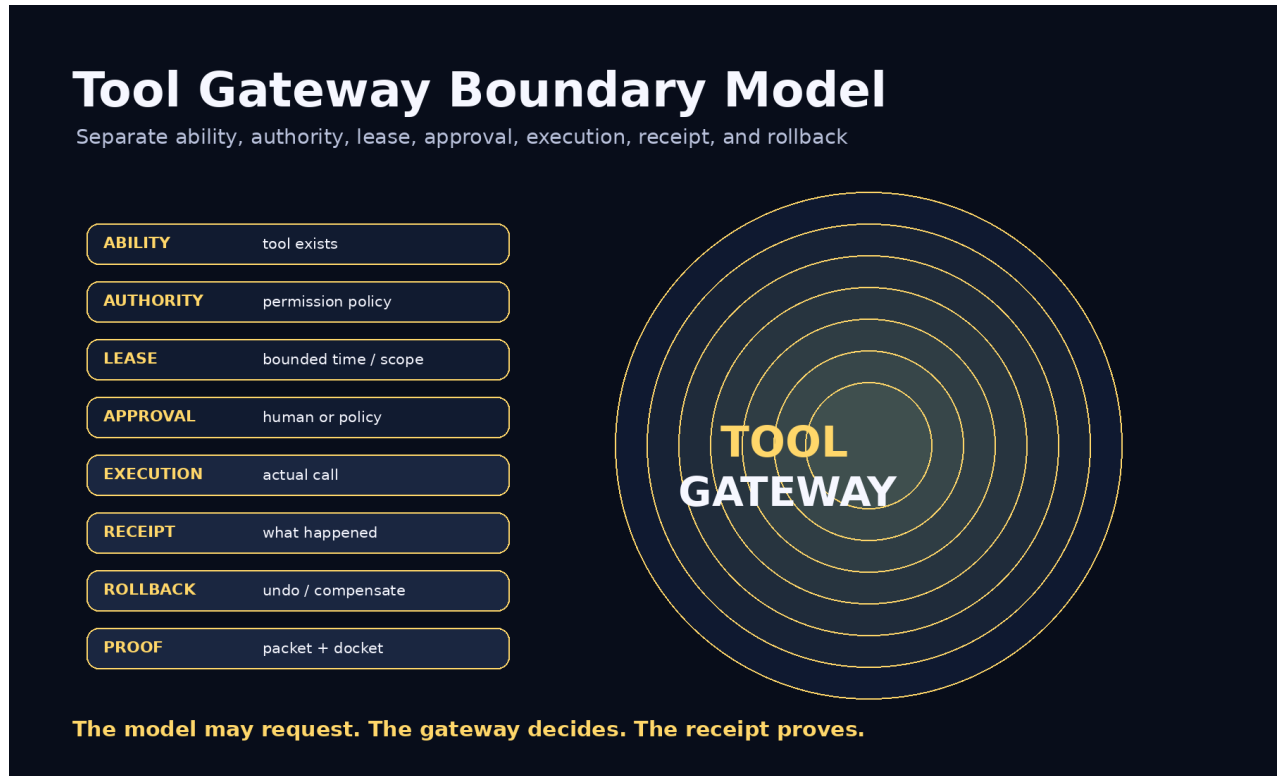 Tool Gateway Boundary Model
Separate ability, authority, lease, approval, execution, receipt, and rollback
ABILITY tool exists
AUTHORITY permission policy
LEASE bounded time / scope
APPROVAL human or policy
EXECUTION actual call
RECEIPT what happened
ROLLBACK undo / compensate
PROOF packet + docket
TOOL
GATEWAY
The model may request. The gateway decides. The receipt proves.